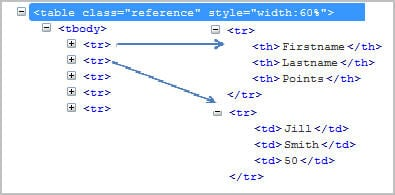 <table class="reference" style="width:60%">
<tbody>
<tr>
<tr>
<tr>
<tr>
<tr>
<tr>
<th>Firstname</th>
<th>Lastname</th>
<th>Points</th>
</tr>
<tr>
<td>Jill</td>
<td>Smith</td>
<td>50</td>
</tr>